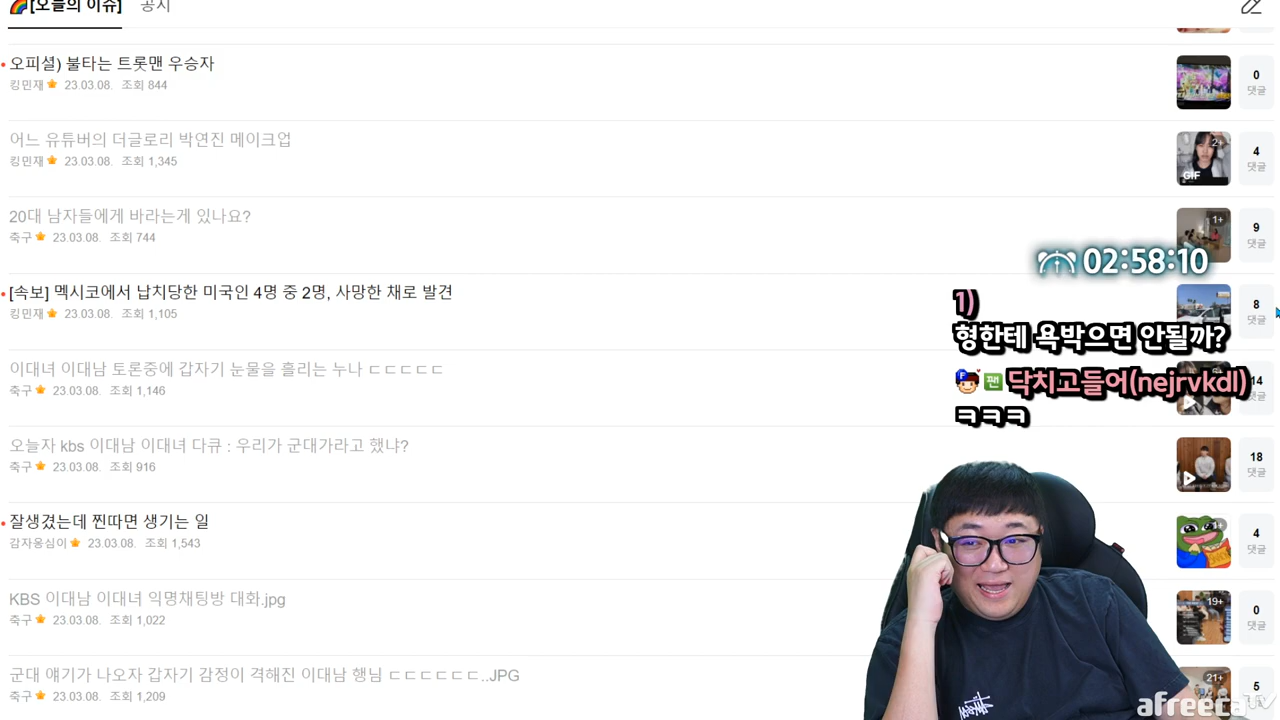 🌈[오늘의 이슈] 공지
오피셜) 불타는 트롯맨 우승자
킹민재 23.03.08. 조회 844
0
댓글
어느 유튜버의 더글로리 박연진 메이크업
킹민재 23.03.08. 조회 1,345
2+
GIF
4
댓글
20대 남자들에게 바라는게 있나요?
축구 23.03.08. 조회 744
1+
9
댓글
02:58:10
[속보] 멕시코에서 납치당한 미국인 4명 중 2명, 사망한 채로 발견
킹민재 23.03.08. 조회 1,105
8
댓글
1)
형한테 욕박으면 안될까?
이대녀 이대남 토론중에 갑자기 눈물을 흘리는 누나 ㄷㄷㄷㄷㄷ
축구 23.03.08. 조회 1,146
14
F 팬 닥치고들어(nejrvkdl)
ㅋㅋㅋ
오늘자 kbs 이대남 이대녀 다큐 : 우리가 군대가라고 했냐?
축구 23.03.08. 조회 916
18
댓글
잘생겼는데 찐따면 생기는 일
감자옹심이 23.03.08. 조회 1,543
1+
4
댓글
KBS 이대남 이대녀 익명채팅방 대화.jpg
축구 23.03.08. 조회 1,022
19+
0
댓글
군대 얘기가 나오자 갑자기 감정이 격해진 이대남 행님 ㄷㄷㄷㄷㄷㄷ..JPG
축구 23.03.08. 조회 1,209
21+
5
afreecaTV